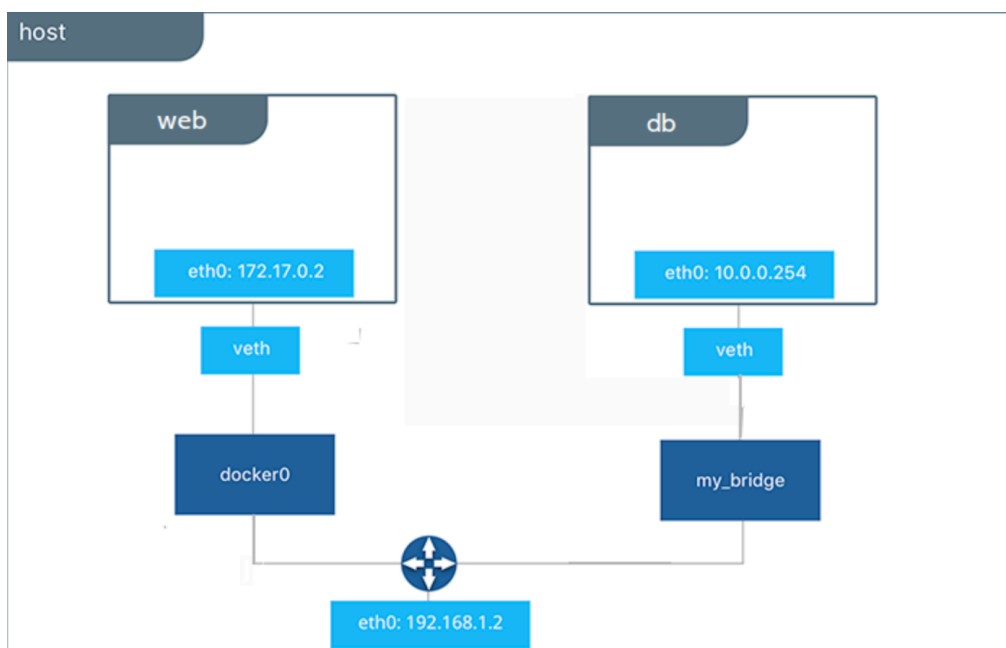 host
web
db
eth0: 172.17.0.2
eth0: 10.0.0.254
veth
veth
docker0
my_bridge
eth0: 192.168.1.2